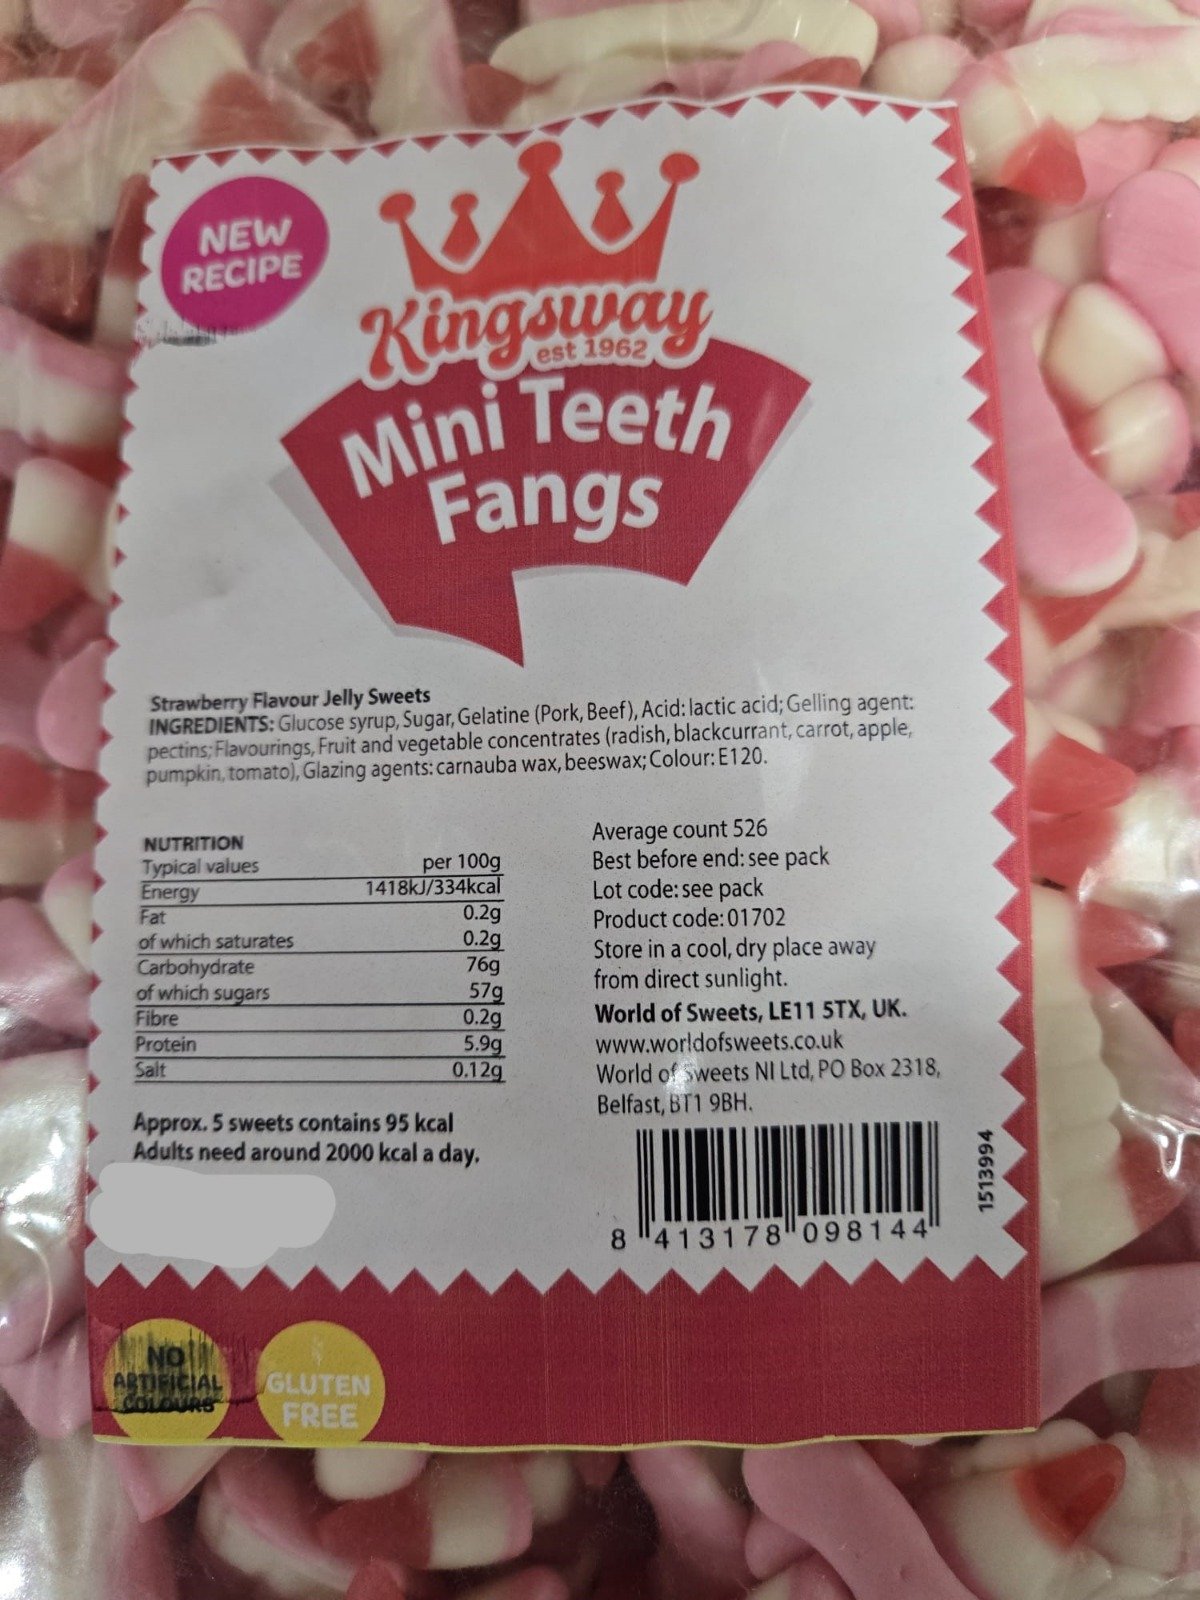 NEW
RECIPE
Kingsway
est 1962
Mini Teeth
Fangs
Strawberry Flavour Jelly Sweets
INGREDIENTS: Glucose syrup, Sugar, Gelatine (Pork, Beef), Acid: lactic acid; Gelling agent:
pectins; Flavourings, Fruit and vegetable concentrates (radish, blackcurrant, carrot, apple,
pumpkin, tomato), Glazing agents: carnauba wax, beeswax; Colour: E120.
NUTRITION
Typical values per 100g
Energy 1418kJ/334kcal
Fat 0.2g
of which saturates 0.2g
Carbohydrate 76g
of which sugars 57g
Fibre 0.2g
Protein 5.9g
Salt 0.12g
Approx. 5 sweets contains 95 kcal
Adults need around 2000 kcal a day.
Average count 526
Best before end: see pack
Lot code: see pack
Product code: 01702
Store in a cool, dry place away
from direct sunlight.
World of Sweets, LE11 5TX, UK.
www.worldofsweets.co.uk
World of Sweets NI Ltd, PO Box 2318,
Belfast, BT1 9BH.
8 413178 098144
1513994
NO
ARTIFICIAL
COLOURS
GLUTEN
FREE